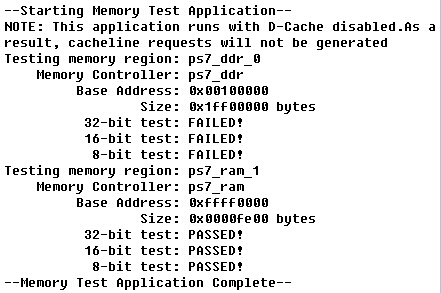 --Starting Memory Test Application--
NOTE: This application runs with D-Cache disabled.As a
result, cacheline requests will not be generated
Testing memory region: ps7_ddr_0
    Memory Controller: ps7_ddr
         Base Address: 0x00100000
                 Size: 0x1ff00000 bytes
          32-bit test: FAILED!
          16-bit test: FAILED!
           8-bit test: FAILED!
Testing memory region: ps7_ram_1
    Memory Controller: ps7_ram
         Base Address: 0xffff0000
                 Size: 0x0000fe00 bytes
          32-bit test: PASSED!
          16-bit test: PASSED!
           8-bit test: PASSED!
--Memory Test Application Complete--